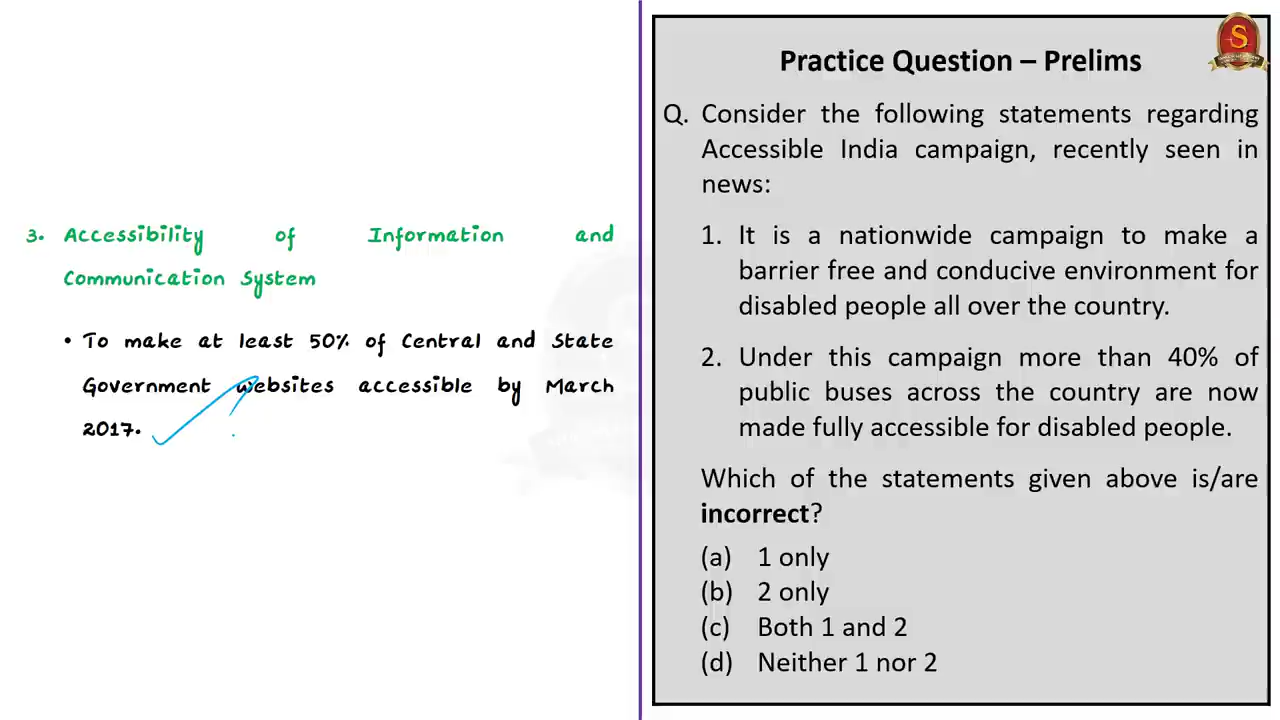 3. Accessibility of Information and
Communication System
• To make at least 50% of Central and State
Government websites accessible by March
2017.
Practice Question – Prelims
Q. Consider the following statements regarding
Accessible India campaign, recently seen in
news:
1. It is a nationwide campaign to make a
barrier free and conducive environment for
disabled people all over the country.
2. Under this campaign more than 40% of
public buses across the country are now
made fully accessible for disabled people.
Which of the statements given above is/are
incorrect?
(a) 1 only
(b) 2 only
(c) Both 1 and 2
(d) Neither 1 nor 2
S